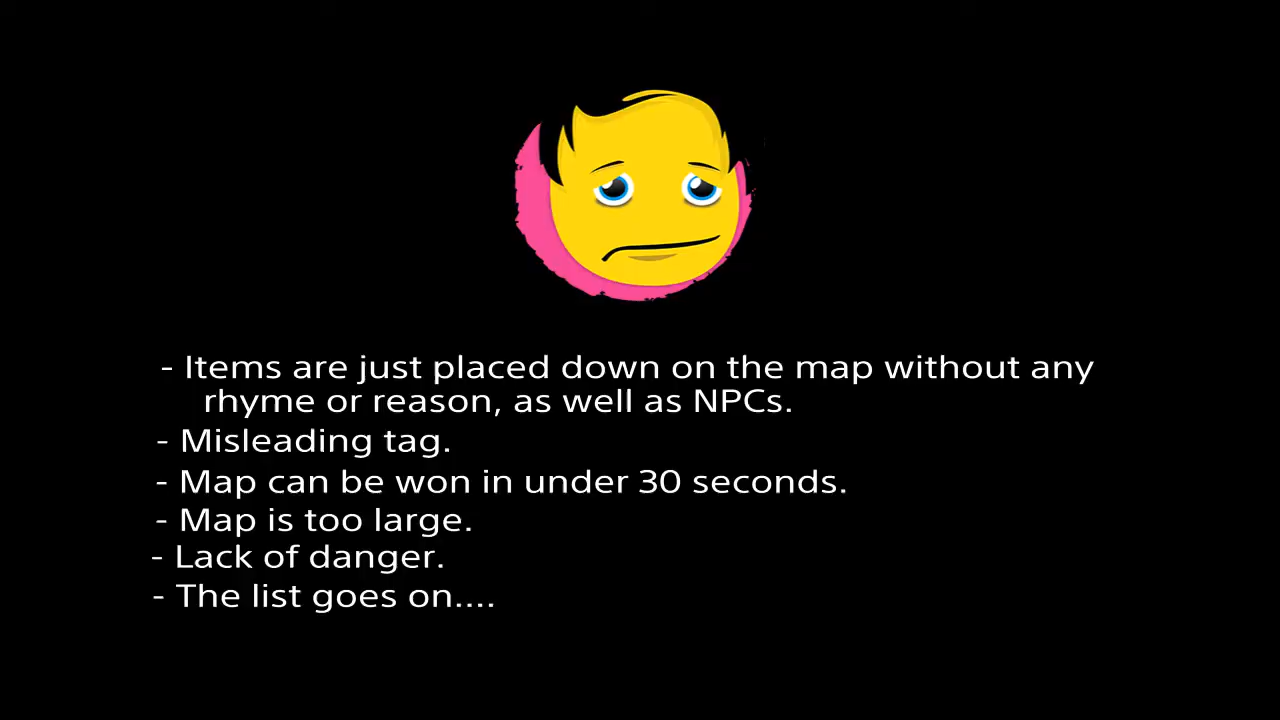 - Items are just placed down on the map without any
rhyme or reason, as well as NPCs.
- Misleading tag.
- Map can be won in under 30 seconds.
- Map is too large.
- Lack of danger.
- The list goes on....